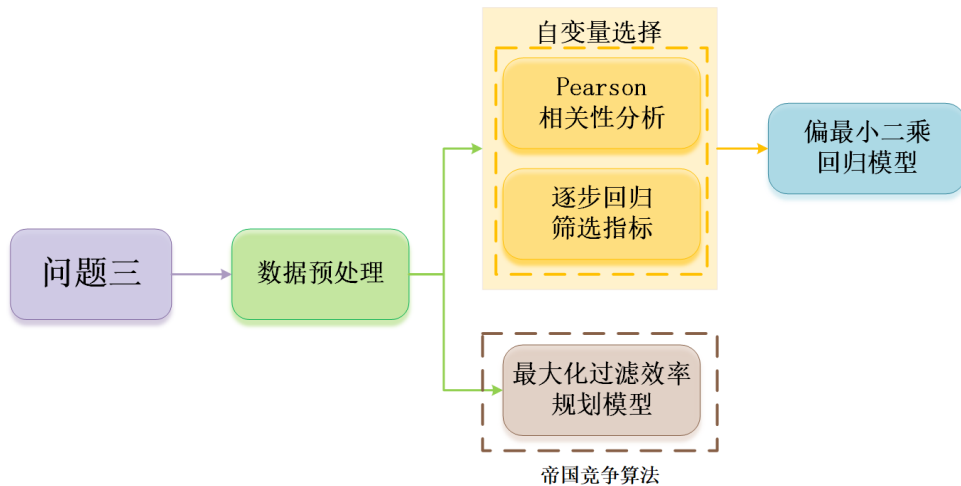 问题三
数据预处理
自变量选择
Pearson
相关性分析
逐步回归
筛选指标
偏最小二乘
回归模型
最大化过滤效率
规划模型
帝国竞争算法